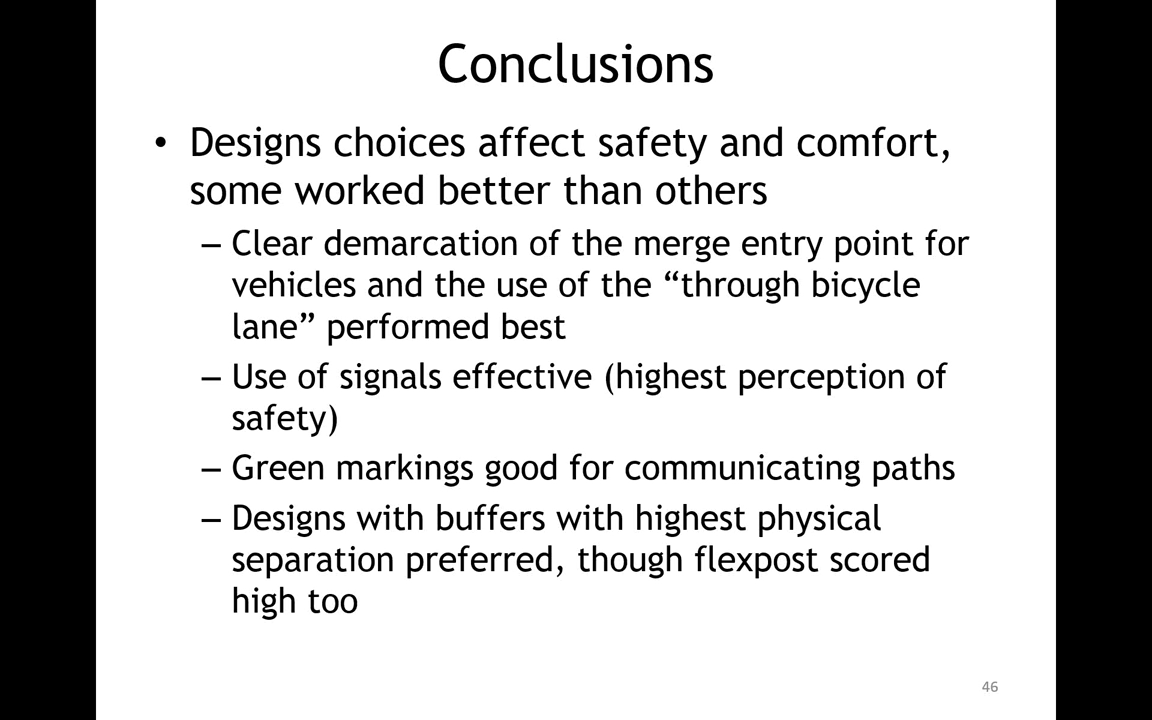 Conclusions
• Designs choices affect safety and comfort,
some worked better than others
– Clear demarcation of the merge entry point for
vehicles and the use of the “through bicycle
lane” performed best
– Use of signals effective (highest perception of
safety)
– Green markings good for communicating paths
– Designs with buffers with highest physical
separation preferred, though flexpost scored
high too
46